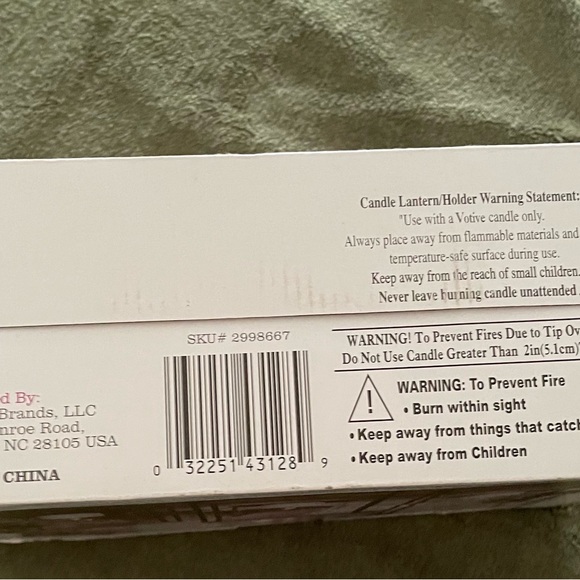 Candle Lantern/Holder Warning Statement:
"Use with a Votive candle only.
Always place away from flammable materials and
temperature-safe surface during use.
Keep away from the reach of small children.
Never leave burning candle unattended
SKU# 2998667
WARNING! To Prevent Fires Due to Tip Ov
Do Not Use Candle Greater Than 2in(5.1cm)
d By:
Brands, LLC
nroe Road,
NC 28105 USA
CHINA
0 32251 43128 9
! WARNING: To Prevent Fire
• Burn within sight
• Keep away from things that catch
• Keep away from Children